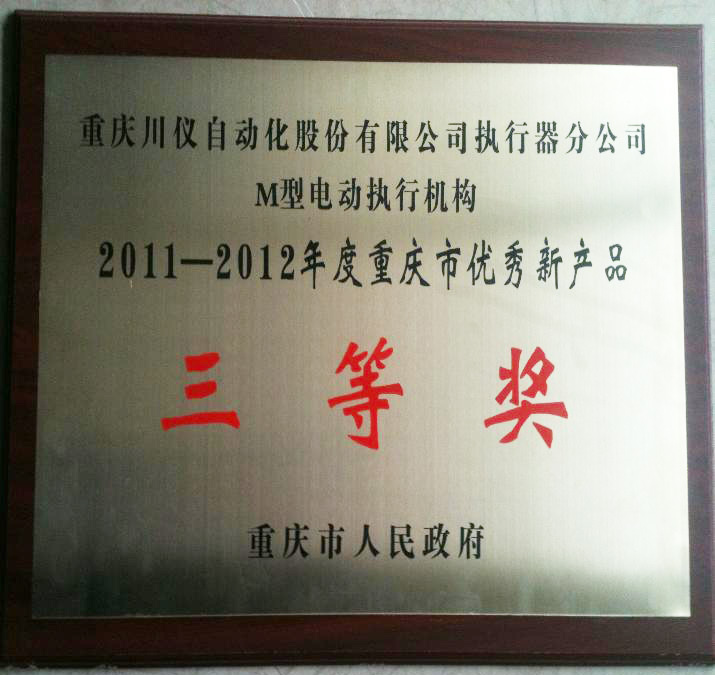 重庆川仪自动化股份有限公司执行器分公司
M型电动执行机构
2011—2012年度重庆市优秀新产品
三等奖
重庆市人民政府